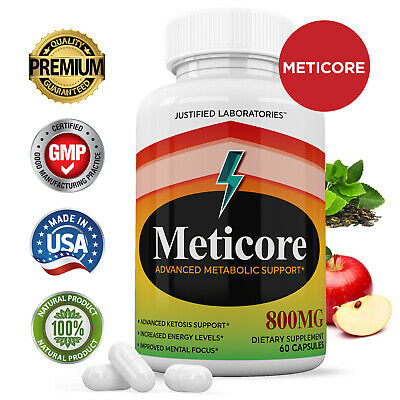 QUALITY
PREMIUM
GUARANTEED
CERTIFIED
GMP
GOOD MANUFACTURING PRACTICE
MADE IN
USA
NATURAL PRODUCT
100%
NATURAL PRODUCT
METICORE
JUSTIFIED LABORATORIES™
Meticore
ADVANCED METABOLIC SUPPORT*
• ADVANCED KETOSIS SUPPORT*
• INCREASED ENERGY LEVELS*
• IMPROVED MENTAL FOCUS*
800MG
DIETARY SUPPLEMENT
60 CAPSULES